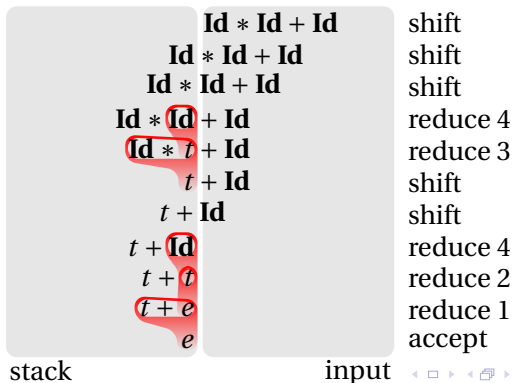 Id ∗ Id + Id shift
Id ∗ Id + Id shift
Id ∗ Id + Id shift
Id ∗ Id + Id reduce 4
Id ∗ t + Id reduce 3
t + Id shift
t + Id shift
t + Id reduce 4
t + t reduce 2
t + e reduce 1
e accept
stack input